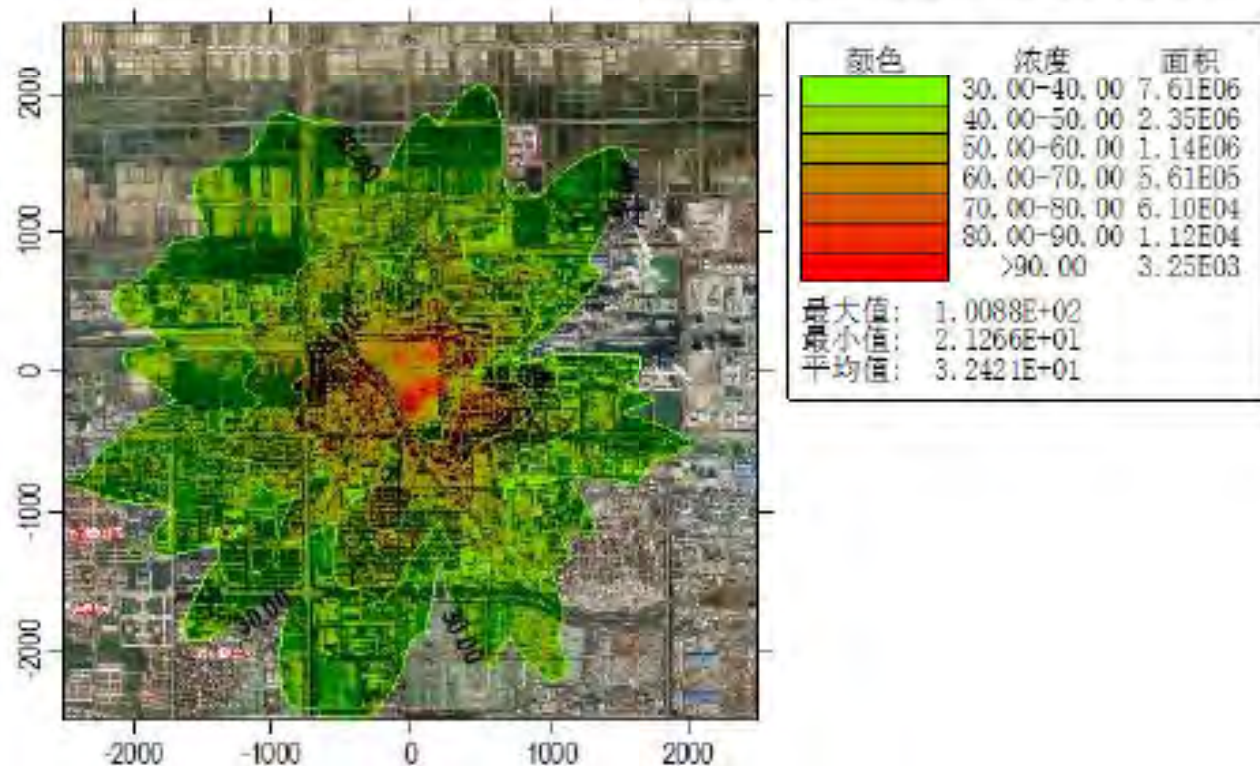 颜色 浓度 面积
30.00-40.00 7.61E06
40.00-50.00 2.35E06
50.00-60.00 1.14E06
60.00-70.00 5.61E05
70.00-80.00 6.10E04
80.00-90.00 1.12E04
>90.00 3.25E03
最大值: 1.0088E+02
最小值: 2.1266E+01
平均值: 3.2421E+01
2000
1000
0
-1000
-2000
30.00
30.00
-2000 -1000 0 1000 2000